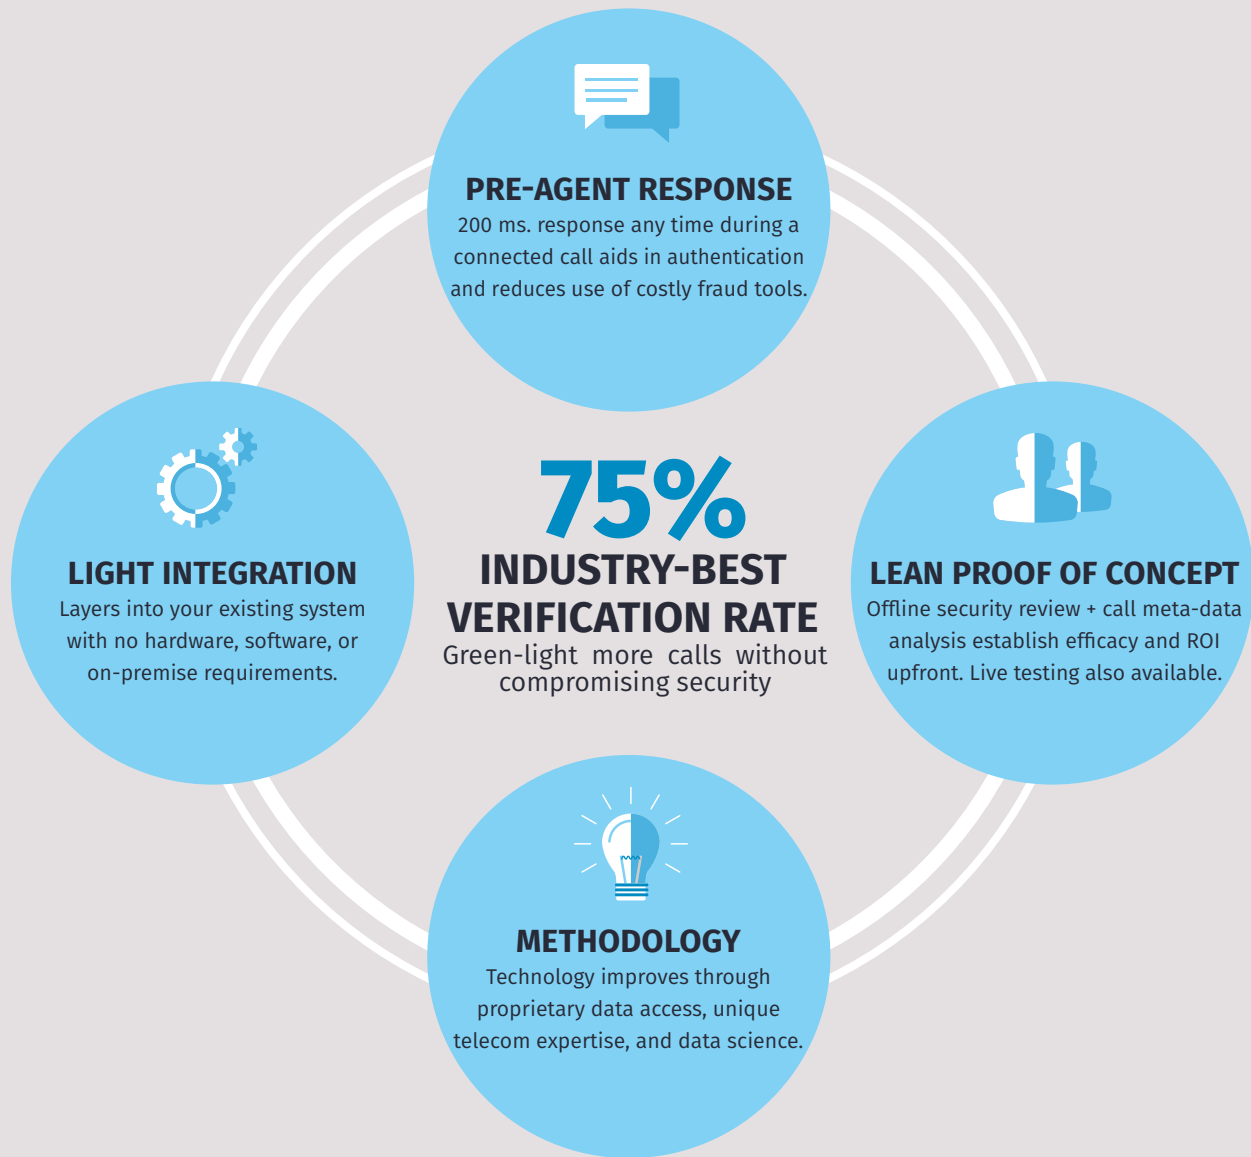 PRE-AGENT RESPONSE
200 ms. response any time during a
connected call aids in authentication
and reduces use of costly fraud tools.
LIGHT INTEGRATION
Layers into your existing system
with no hardware, software, or
on-premise requirements.
75%
INDUSTRY-BEST
VERIFICATION RATE
Green-light more calls without
compromising security
LEAN PROOF OF CONCEPT
Offline security review + call meta-data
analysis establish efficacy and ROI
upfront. Live testing also available.
METHODOLOGY
Technology improves through
proprietary data access, unique
telecom expertise, and data science.